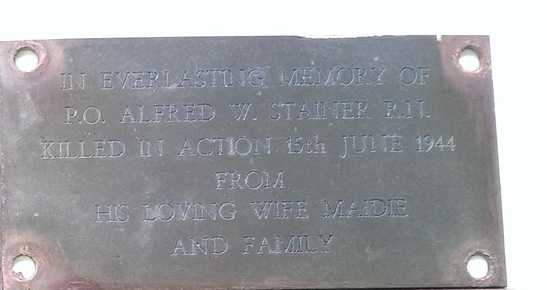 IN EVERLASTING MEMORY OF
P.O. ALFRED W. STAINER R.N.
KILLED IN ACTION 15th JUNE 1944
FROM
HIS LOVING WIFE MAIDIE
AND FAMILY